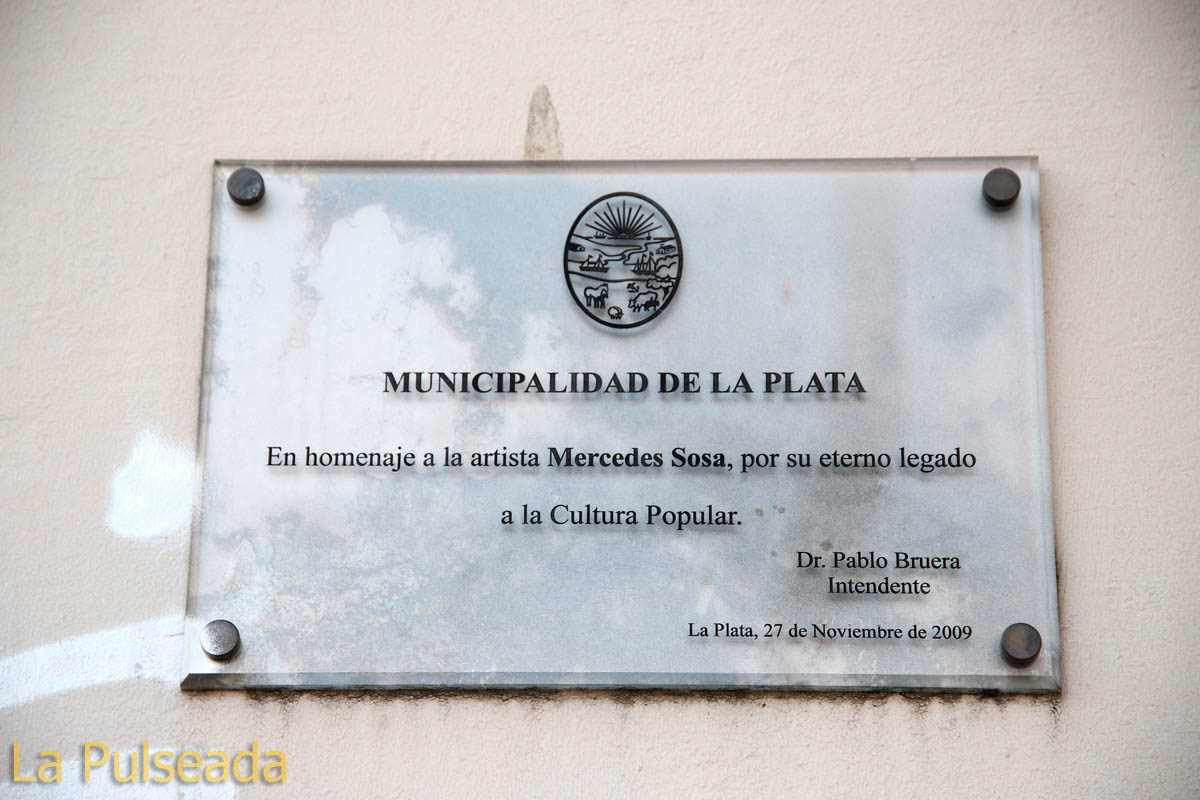 MUNICIPALIDAD DE LA PLATA
En homenaje a la artista Mercedes Sosa, por su eterno legado
a la Cultura Popular.
Dr. Pablo Bruera
Intendente
La Plata, 27 de Noviembre de 2009
La Pulseada